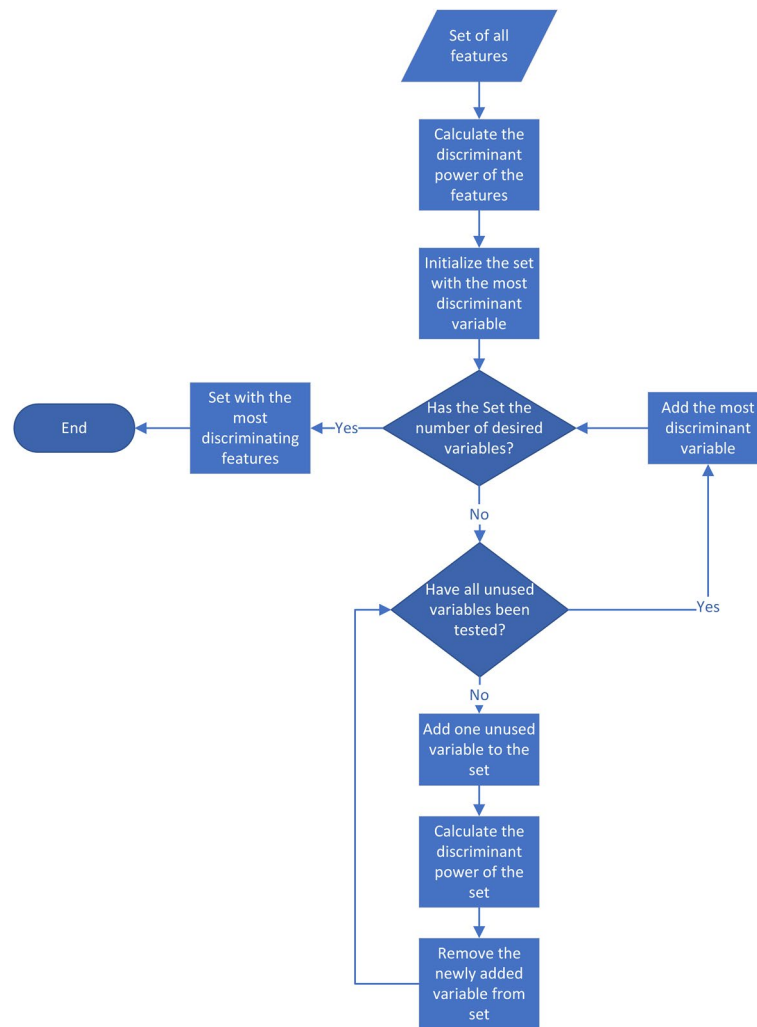 Set of all
features
Calculate the
discriminant
power of the
features
Initialize the set
with the most
discriminant
variable
Has the Set the
number of desired
variables?
Yes
Set with the
most
discriminating
features
End
Add the most
discriminant
variable
No
Have all unused
variables been
tested?
Yes
No
Add one unused
variable to the
set
Calculate the
discriminant
power of the
set
Remove the
newly added
variable from
set